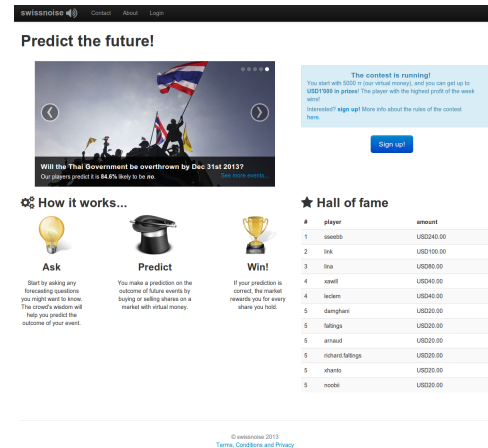 swissnoise Contact About Login
Predict the future!
Will the Thai Government be overthrown by Dec 31st 2013?
Our players predict it is 84.6% likely to be no. See more events...
The contest is running!
You start with 5000 π (our virtual money), and you can get up to
USD1'000 in prizes! The player with the highest profit of the week
wins!
Interested? sign up! More info about the rules of the contest
here.
Sign up!
How it works...
Ask
Start by asking any
forecasting questions
you might want to know.
The crowd's wisdom will
help you predict the
outcome of your event.
Predict
You make a prediction on the
outcome of future events by
buying or selling shares on a
market with virtual money.
Win!
If your prediction is
correct, the market
rewards you for every
share you hold.
Hall of fame
# player amount
1 sseebb USD240.00
2 link USD100.00
3 lina USD80.00
4 xawill USD40.00
4 leclem USD40.00
5 damghani USD20.00
5 faltings USD20.00
5 arnaud USD20.00
5 richard.faltings USD20.00
5 xhanto USD20.00
5 noobii USD20.00
© swissnoise 2013
Terms, Conditions and Privacy